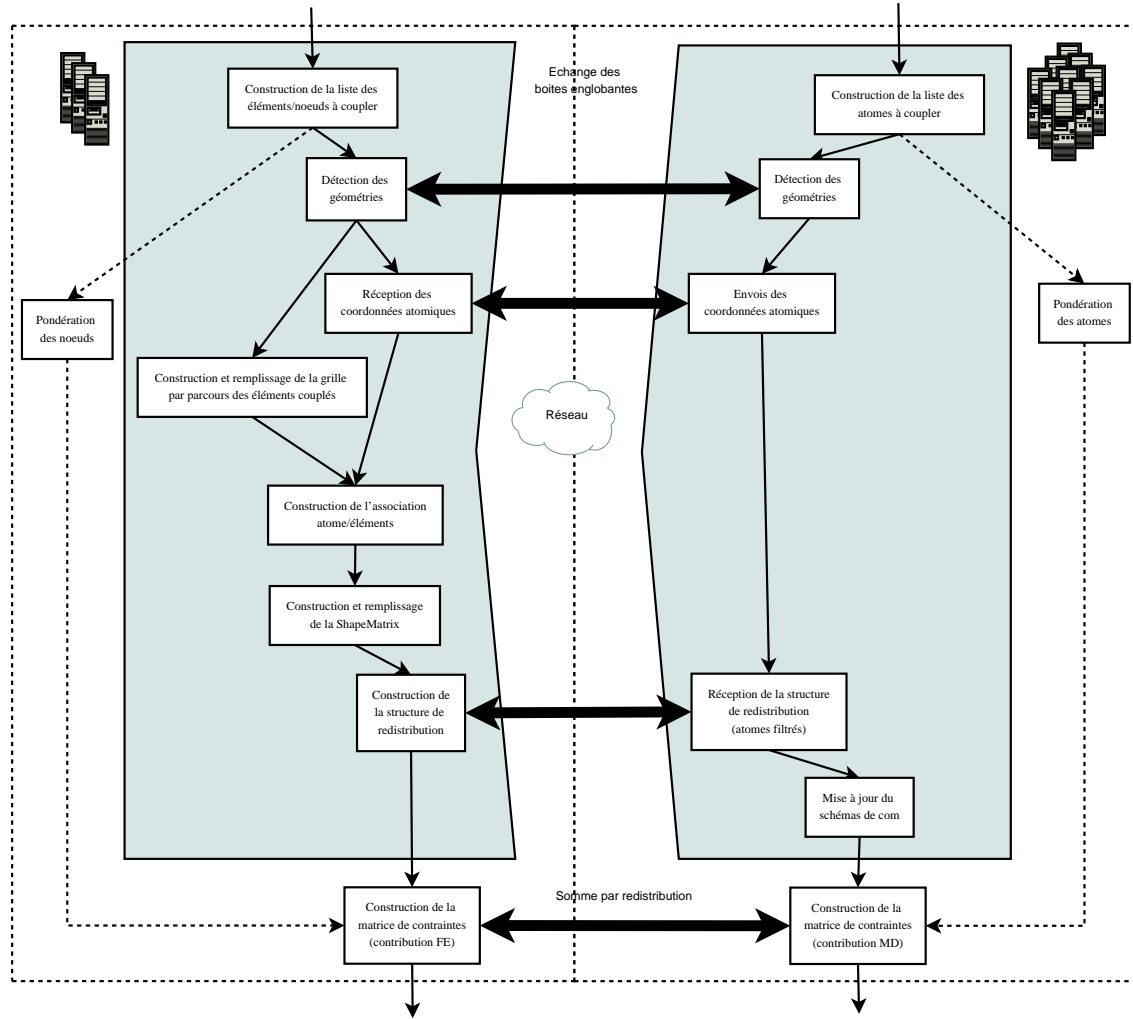 Echange des
boites englobantes
Construction de la liste des
éléments/noeuds à coupler
Construction de la liste des
atomes à coupler
Détection des
géométries
Détection des
géométries
Réception des
coordonnées atomiques
Envois des
coordonnées atomiques
Pondération
des noeuds
Pondération
des atomes
Construction et remplissage de la grille
par parcours des éléments couplés
Réseau
Construction de l’association
atome/éléments
Construction et remplissage
de la ShapeMatrix
Construction de
la structure de
redistribution
Réception de la structure
de redistribution
(atomes filtrés)
Mise à jour du
schémas de com
Somme par redistribution
Construction de la
matrice de contraintes
(contribution FE)
Construction de la
matrice de contraintes
(contribution MD)